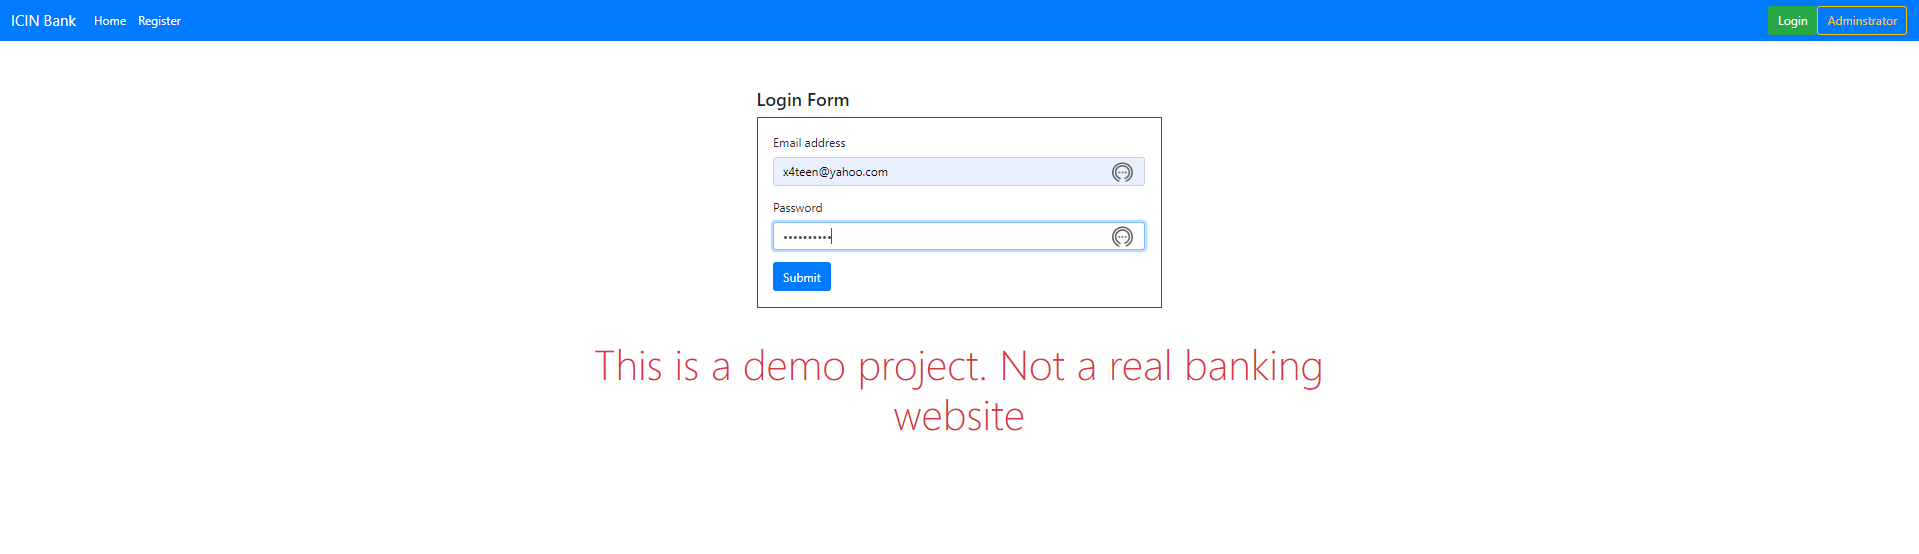 ICIN Bank Home Register Login Adminstrator
Login Form
Email address
x4teen@yahoo.com
Password
••••••••••
Submit
This is a demo project. Not a real banking
website